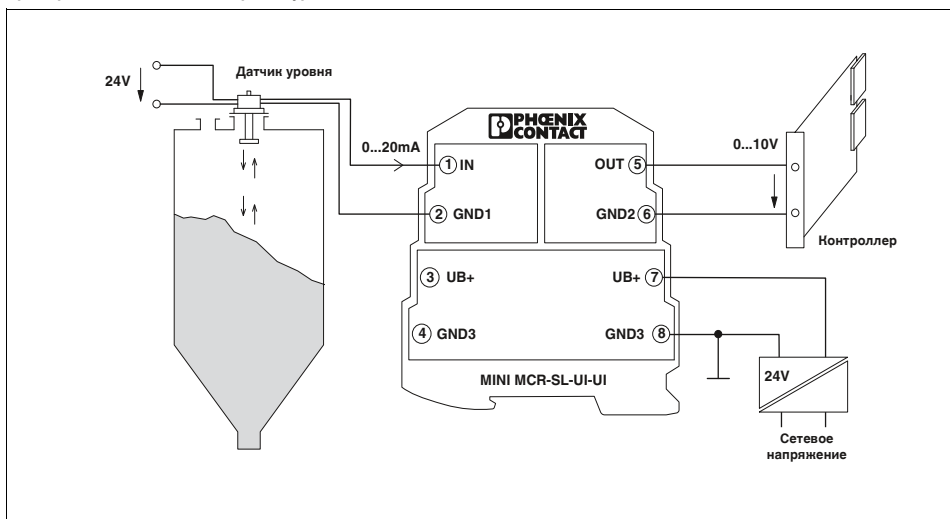 Датчик уровня
24V
PHŒNIX
CONTACT
0...20mA
0...10V
1 IN
OUT 5
2 GND1
GND2 6
Контроллер
3 UB+
UB+ 7
4 GND3
GND3 8
MINI MCR-SL-UI-UI
24V
Сетевое
напряжение